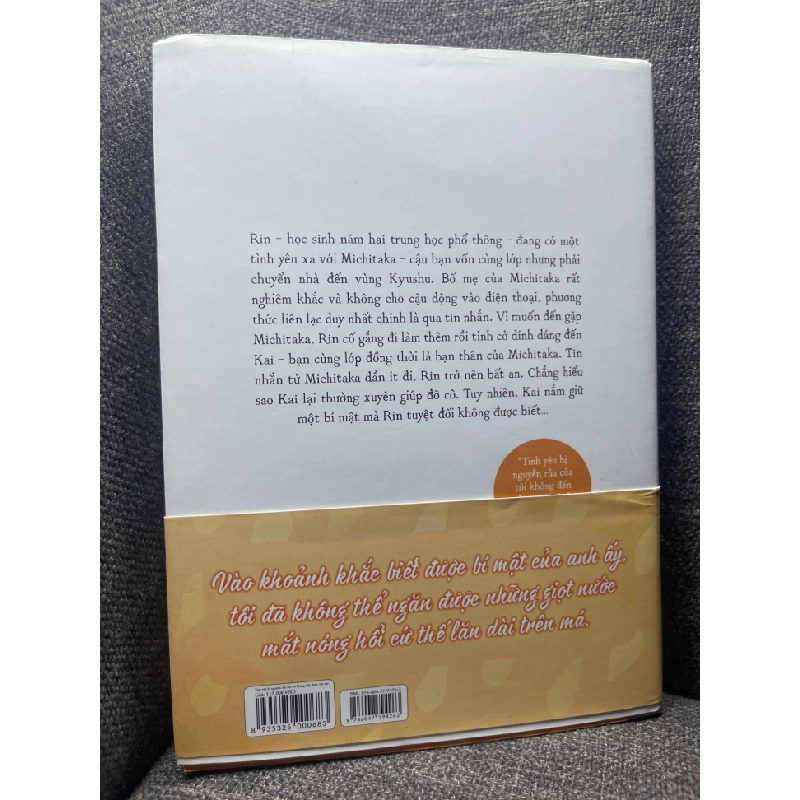 Rin – học sinh năm hai trung học phổ thông – đang có một
tình yêu xa với Michitaka – cậu bạn vốn cùng lớp nhưng phải
chuyển nhà đến vùng Kyushu. Bố mẹ của Michitaka rất
nghiêm khắc và không cho cậu động vào điện thoại, phương
thức liên lạc duy nhất chính là qua tin nhắn. Vì muốn đến gặp
Michitaka, Rin cố gắng đi làm thêm rồi tình cờ dính dáng đến
Kai – bạn cùng lớp đồng thời là bạn thân của Michitaka. Tin
nhắn từ Michitaka dần ít đi, Rin trở nên bất an. Chẳng hiểu
sao Kai lại thường xuyên giúp đỡ cô. Tuy nhiên, Kai nắm giữ
một bí mật mà Rin tuyệt đối không được biết...
"Tình yêu bị
nguyền rủa của
tôi không đến
Vào khoảnh khắc biết được bí mật của anh ấy,
tôi đã không thể ngăn được những giọt nước
mắt nóng hổi cứ thế lăn dài trên má.
8 935325 000683